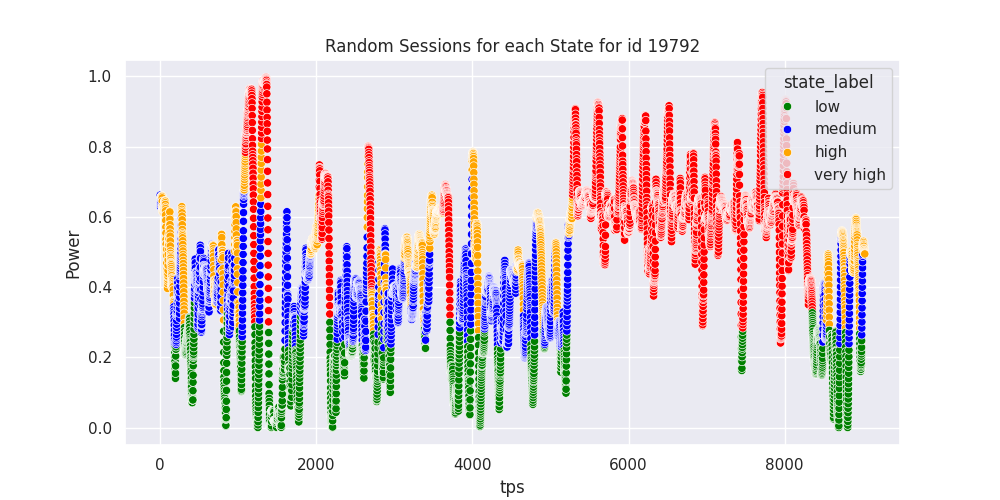 Random Sessions for each State for id 19792
state_label
low
medium
high
very high
Power
1.0
0.8
0.6
0.4
0.2
0.0
0 2000 4000 6000 8000
tps